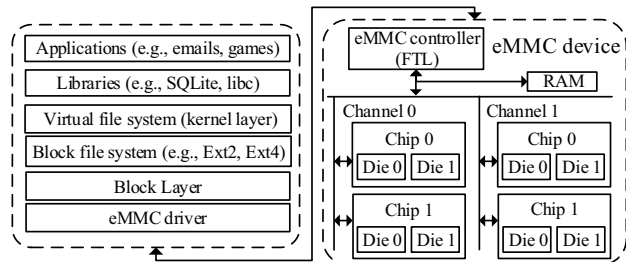 Applications (e.g., emails, games)
Libraries (e.g., SQLite, libc)
Virtual file system (kernel layer)
Block file system (e.g., Ext2, Ext4)
Block Layer
eMMC driver
eMMC controller
(FTL)
eMMC device
RAM
Channel 0
Chip 0
Die 0 Die 1
Chip 1
Die 0 Die 1
Channel 1
Chip 0
Die 0 Die 1
Chip 1
Die 0 Die 1